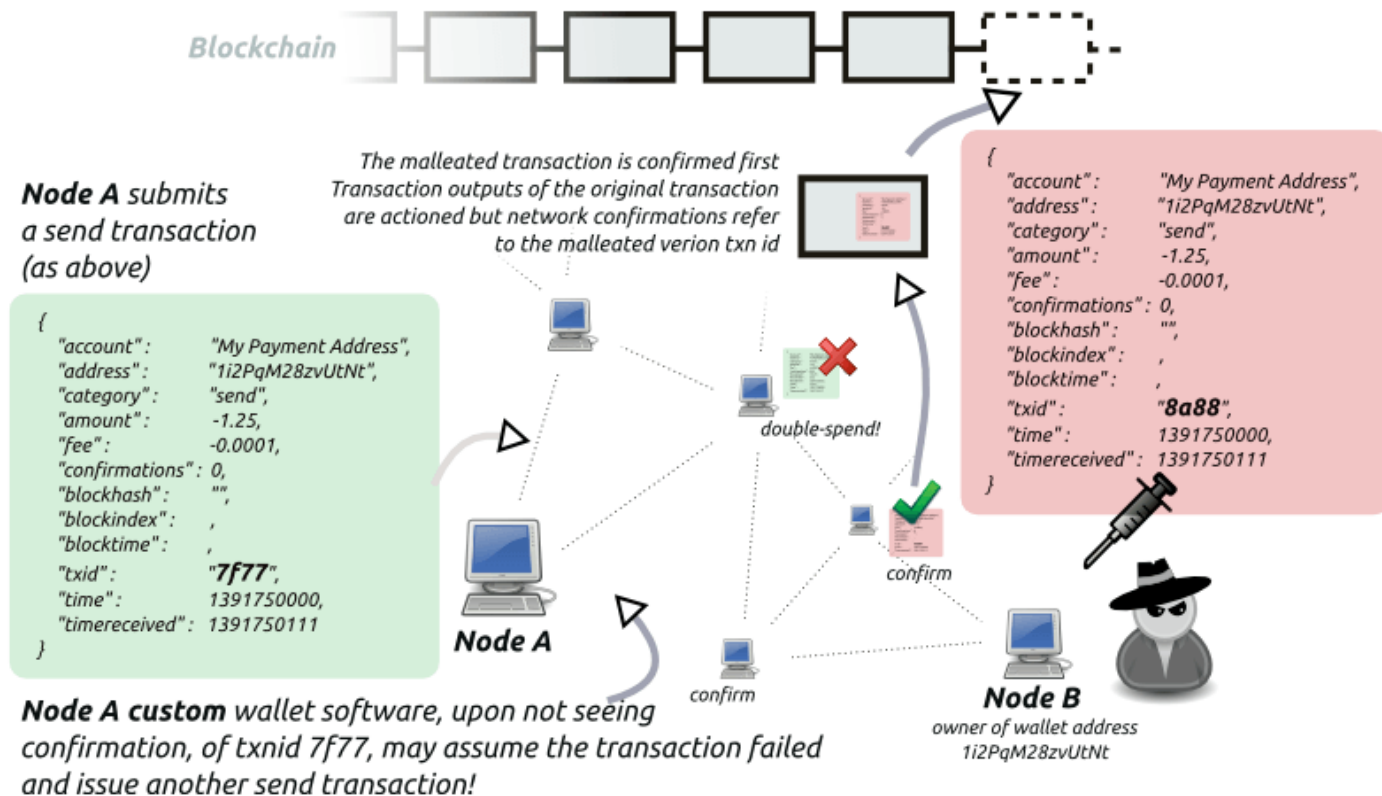 Blockchain
The malleated transaction is confirmed first
Transaction outputs of the original transaction
are actioned but network confirmations refer
to the malleated verion txn id
Node A submits
a send transaction
(as above)
{
"account" : "My Payment Address",
"address" : "1i2PqM28zvUtNt",
"category" : "send",
"amount" : -1.25,
"fee" : -0.0001,
"confirmations" : 0,
"blockhash" : "",
"blockindex" : ,
"blocktime" : ,
"txid" : "7f77",
"time" : 1391750000,
"timereceived" : 1391750111
}
{
"account" : "My Payment Address",
"address" : "1i2PqM28zvUtNt",
"category" : "send",
"amount" : -1.25,
"fee" : -0.0001,
"confirmations" : 0,
"blockhash" : "",
"blockindex" : ,
"blocktime" : ,
"txid" : "8a88",
"time" : 1391750000,
"timereceived" : 1391750111
}
double-spend!
confirm
Node A
confirm
Node B
owner of wallet address
1i2PqM28zvUtNt
Node A custom wallet software, upon not seeing
confirmation, of txnid 7f77, may assume the transaction failed
and issue another send transaction!